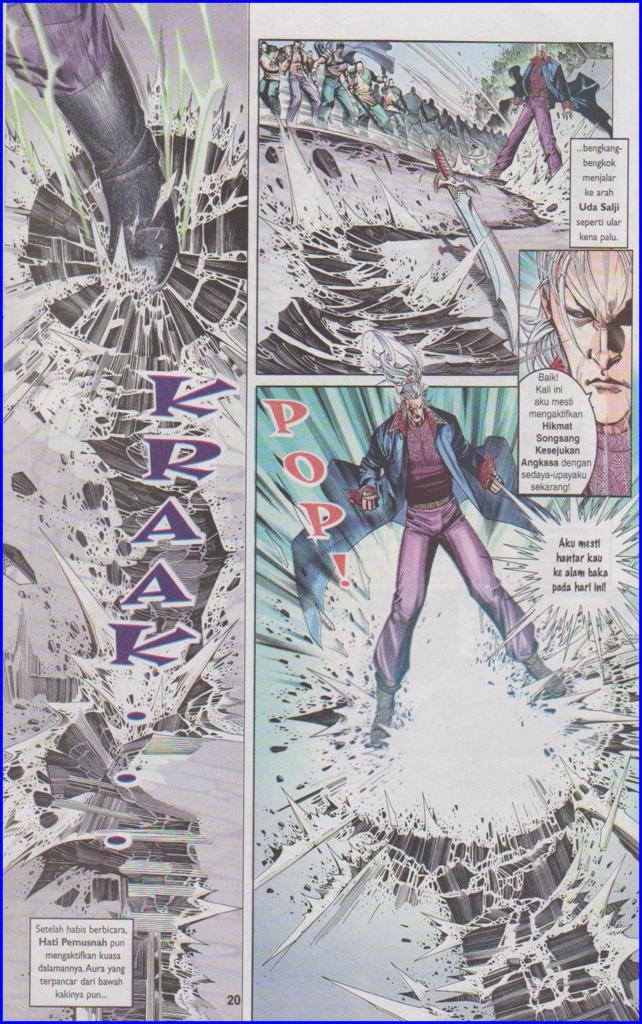 KRAAK...
Setelah habis berbicara,
Hati Pemusnah pun
mengaktifkan kuasa
dalamannya. Aura yang
terpancar dari bawah
kakinya pun...
20
...bengkang-
bengkok
menjalar
ke arah
Uda Salji
seperti ular
kena palu.
Baik!
Kali ini
aku mesti
mengaktifkan
Hikmat
Songsang
Kesejukan
Angkasa dengan
sedaya-upayaku
sekarang!
POP!
Aku mesti
hantar kau
ke alam baka
pada hari ini!